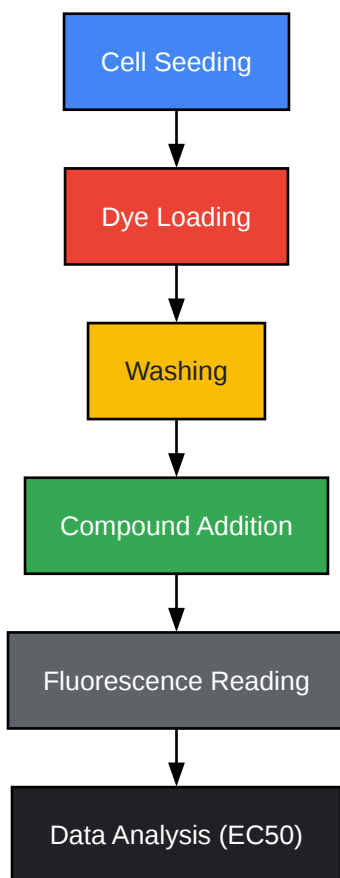 Cell Seeding
Dye Loading
Washing
Compound Addition
Fluorescence Reading
Data Analysis (EC50)